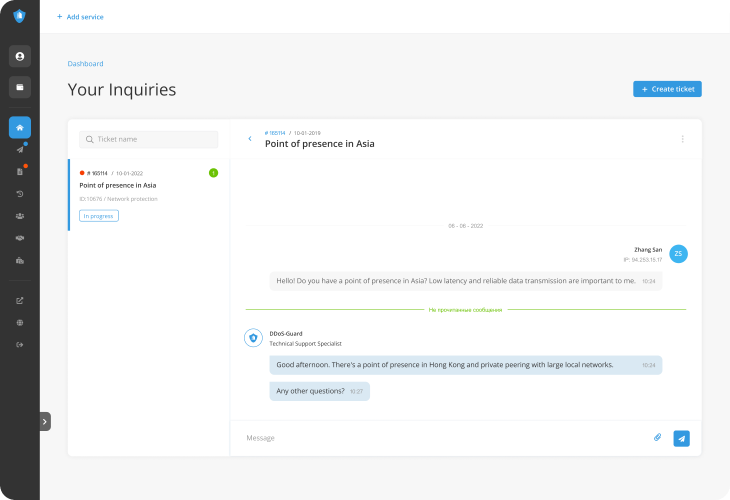 + Add service
Dashboard
Your Inquiries
+ Create ticket
Ticket name
# 165114 / 10-01-2022
1
Point of presence in Asia
ID:10676 / Network protection
In progress
# 165114 / 10-01-2019
Point of presence in Asia
06 - 06 - 2022
Zhang San
IP: 94.253.15.17
ZS
Hello! Do you have a point of presence in Asia? Low latency and reliable data transmission are important to me. 10:24
Не прочитанные сообщения
DDoS-Guard
Technical Support Specialist
Good afternoon. There's a point of presence in Hong Kong and private peering with large local networks. 10:24
Any other questions? 10:27
Message